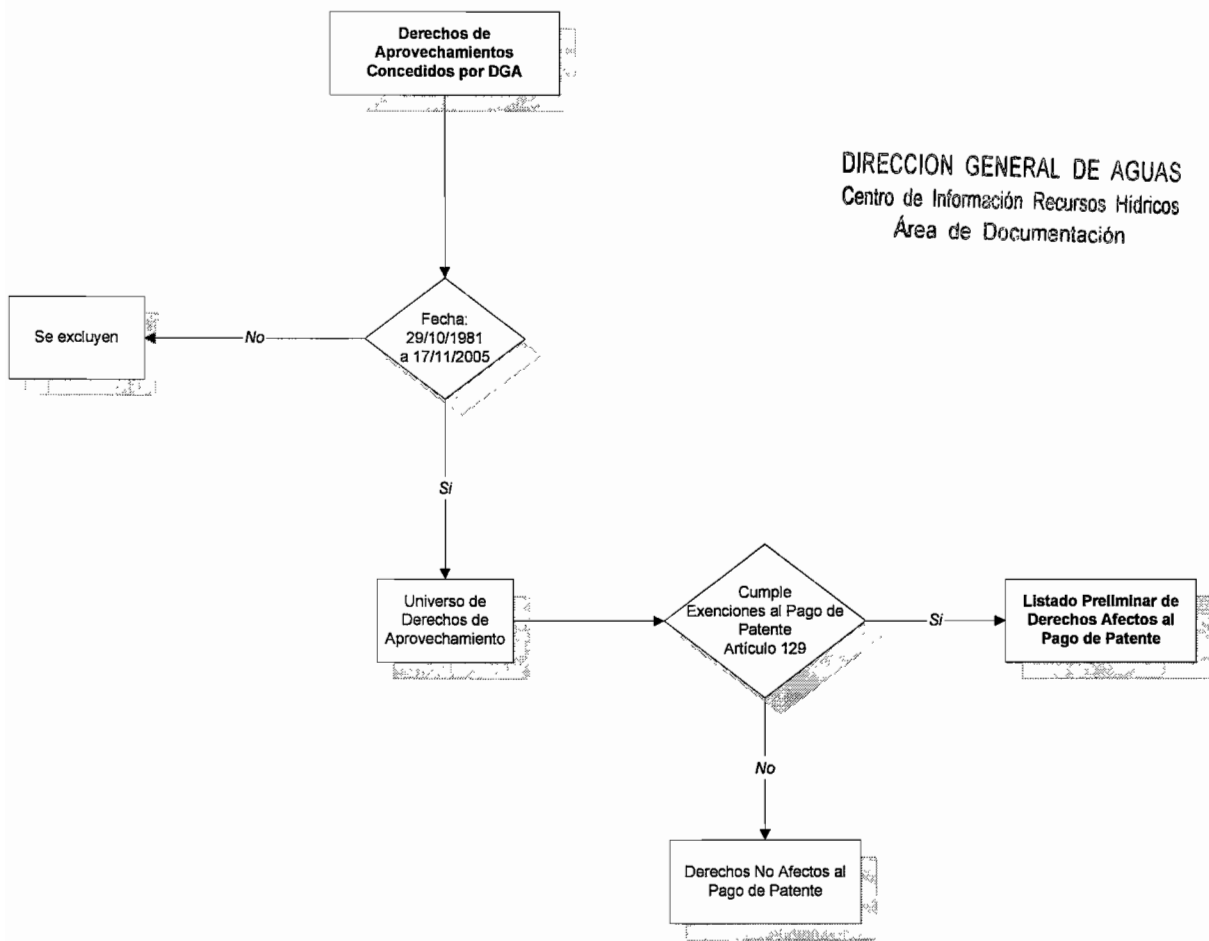 Derechos de
Aprovechamientos
Concedidos por DGA
DIRECCION GENERAL DE AGUAS
Centro de Información Recursos Hídricos
Área de Documentación
Se excluyen
No
Fecha:
29/10/1981
a 17/11/2005
Si
Universo de
Derechos de
Aprovechamiento
Cumple
Exenciones al Pago de
Patente
Artículo 129
Si
Listado Preliminar de
Derechos Afectos al
Pago de Patente
No
Derechos No Afectos al
Pago de Patente